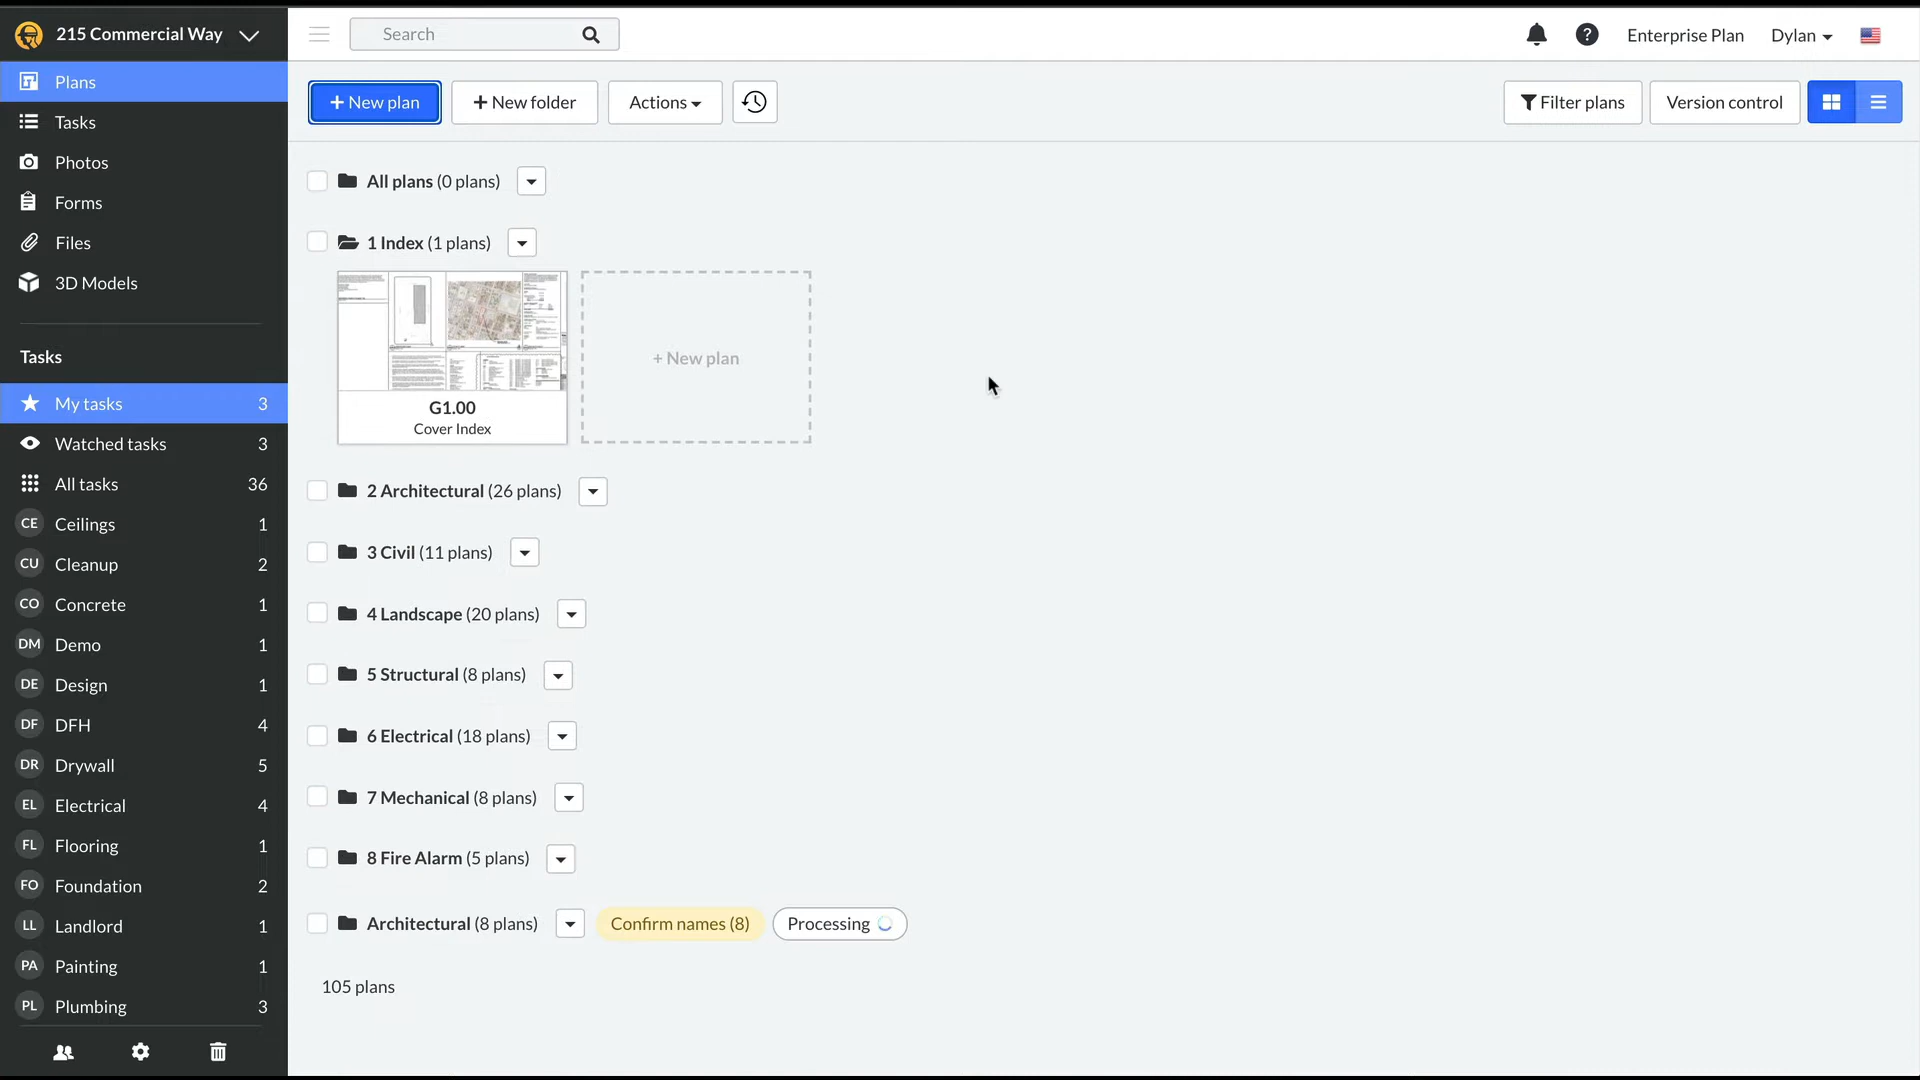 215 Commercial Way
Search
?
Enterprise Plan
Dylan
Plans
Tasks
Photos
Forms
Files
3D Models
Tasks
My tasks 3
Watched tasks 3
All tasks 36
CE Ceilings 1
CU Cleanup 2
CO Concrete 1
DM Demo 1
DE Design 1
DF DFH 4
DR Drywall 5
EL Electrical 4
FL Flooring 1
FO Foundation 2
LL Landlord 1
PA Painting 1
PL Plumbing 3
+ New plan
+ New folder
Actions
Filter plans
Version control
All plans (0 plans)
1 Index (1 plans)
G1.00
Cover Index
+ New plan
2 Architectural (26 plans)
3 Civil (11 plans)
4 Landscape (20 plans)
5 Structural (8 plans)
6 Electrical (18 plans)
7 Mechanical (8 plans)
8 Fire Alarm (5 plans)
Architectural (8 plans) Confirm names (8) Processing
105 plans